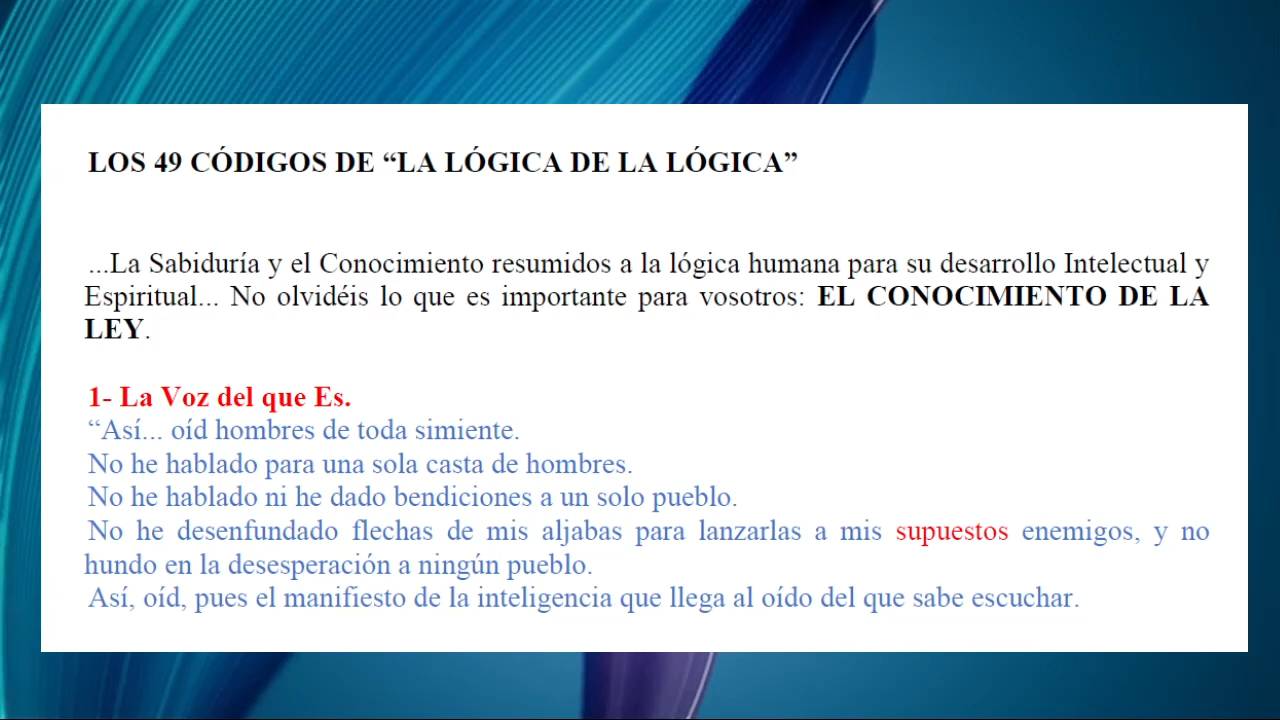 LOS 49 CÓDIGOS DE “LA LÓGICA DE LA LÓGICA”
...La Sabiduría y el Conocimiento resumidos a la lógica humana para su desarrollo Intelectual y
Espiritual... No olvidéis lo que es importante para vosotros: EL CONOCIMIENTO DE LA
LEY.
1- La Voz del que Es.
“Así... oíd hombres de toda simiente.
No he hablado para una sola casta de hombres.
No he hablado ni he dado bendiciones a un solo pueblo.
No he desenfundado flechas de mis aljabas para lanzarlas a mis supuestos enemigos, y no
hundo en la desesperación a ningún pueblo.
Así, oíd, pues el manifiesto de la inteligencia que llega al oído del que sabe escuchar.